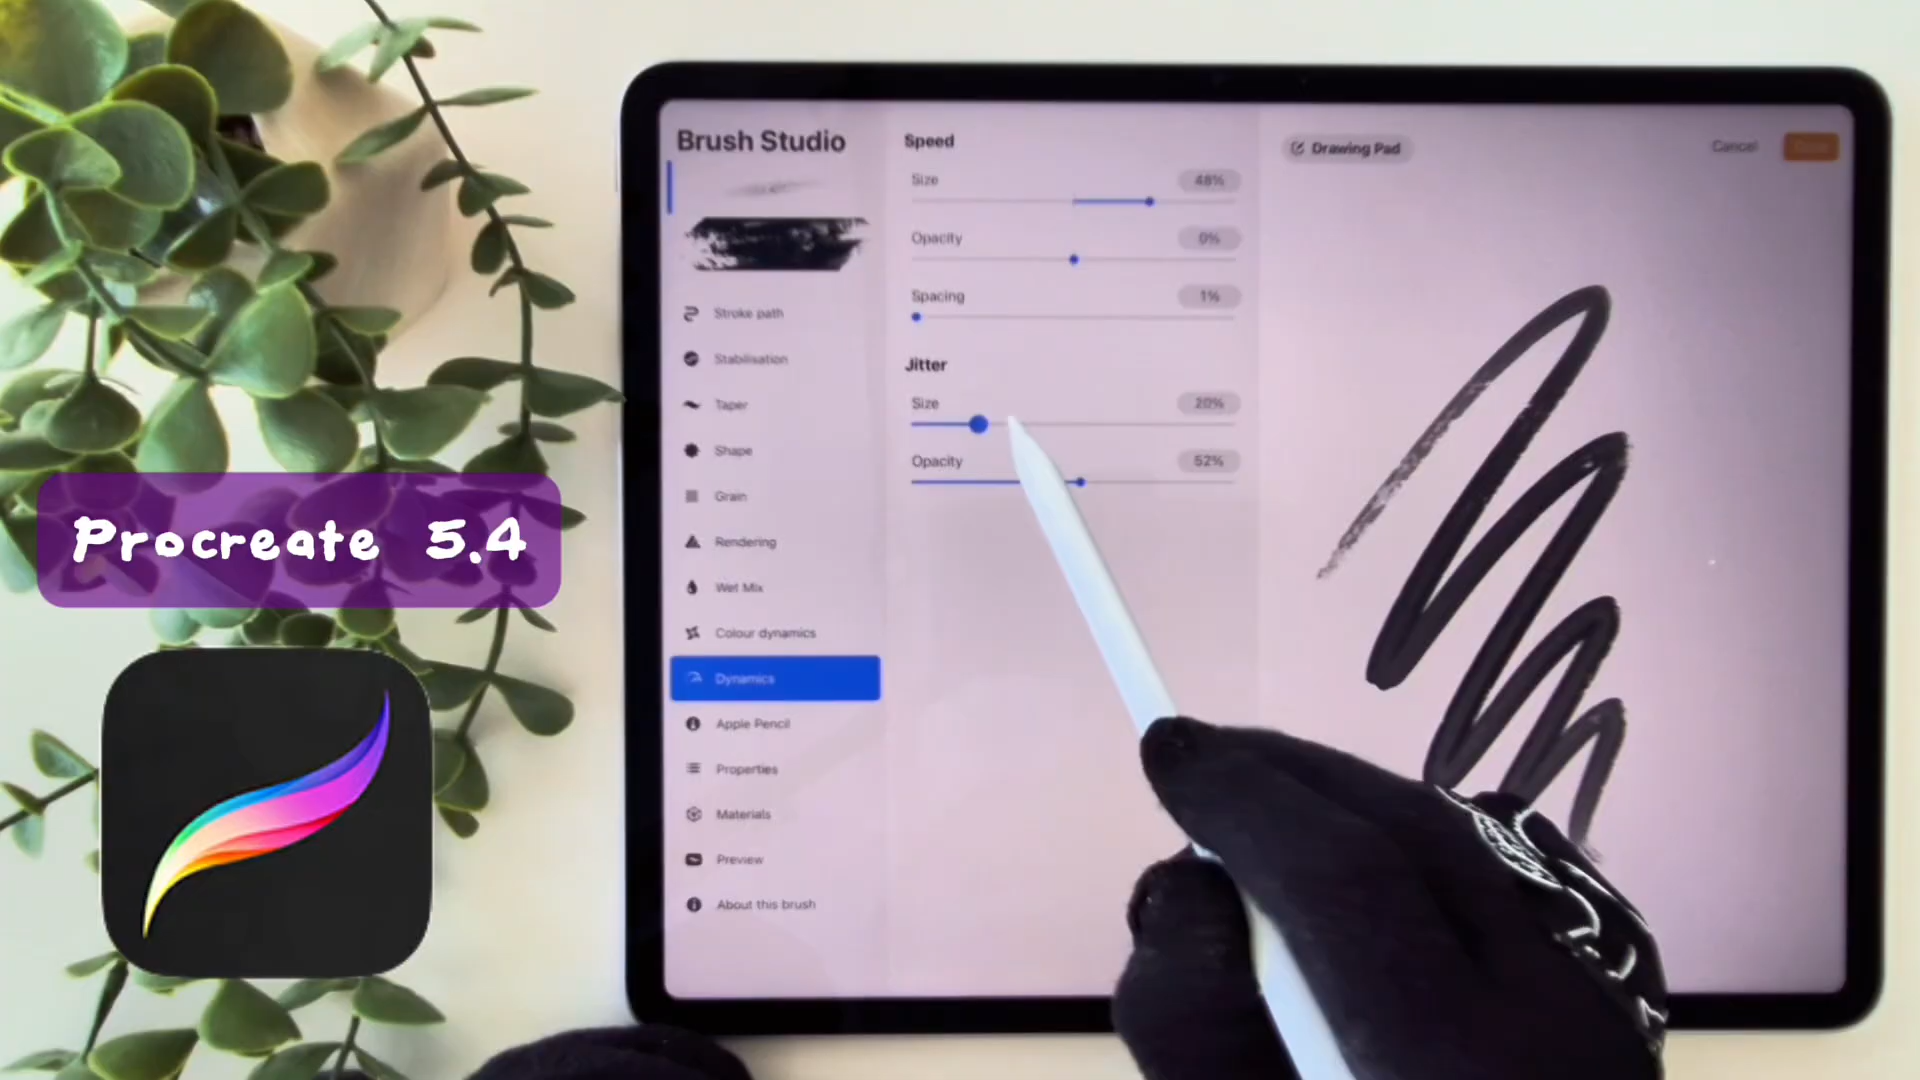 Brush Studio
Stroke path
Stabilisation
Taper
Shape
Grain
Rendering
Wet Mix
Colour dynamics
Dynamics
Apple Pencil
Properties
Materials
Preview
About this brush
Speed
Size 48%
Opacity 0%
Spacing 1%
Jitter
Size 20%
Opacity 52%
Drawing Pad
Cancel
Procreate 5.4